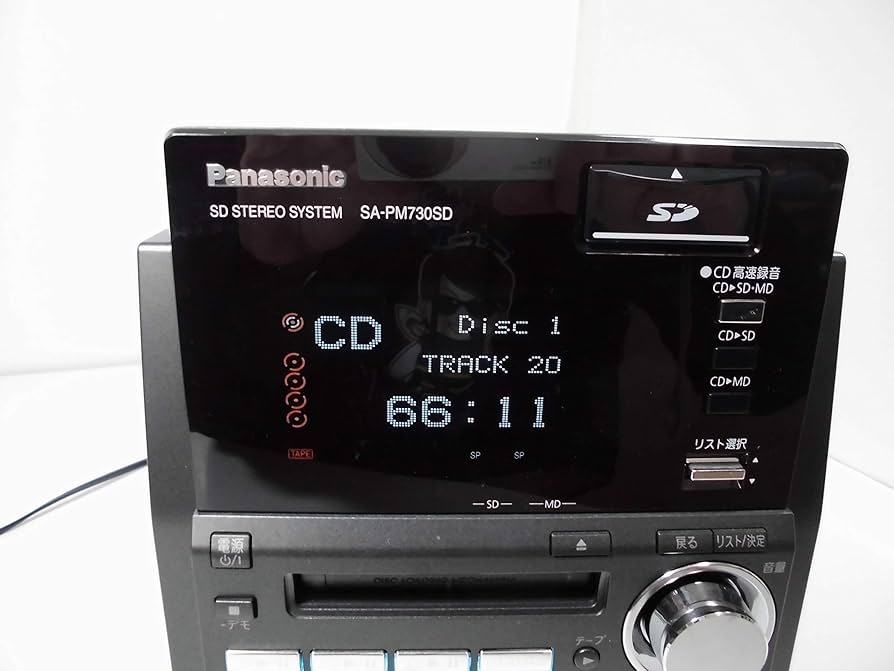 Panasonic
SD STEREO SYSTEM SA-PM730SD
SD
●CD高速録音
CD▶SD・MD
CD▶SD
CD▶MD
CD
Disc 1
TRACK 20
66:11
TAPE
SP SP
リスト選択
SD MD
電源
⏻/I
戻る
リスト/決定
音量
-デモ
テープ